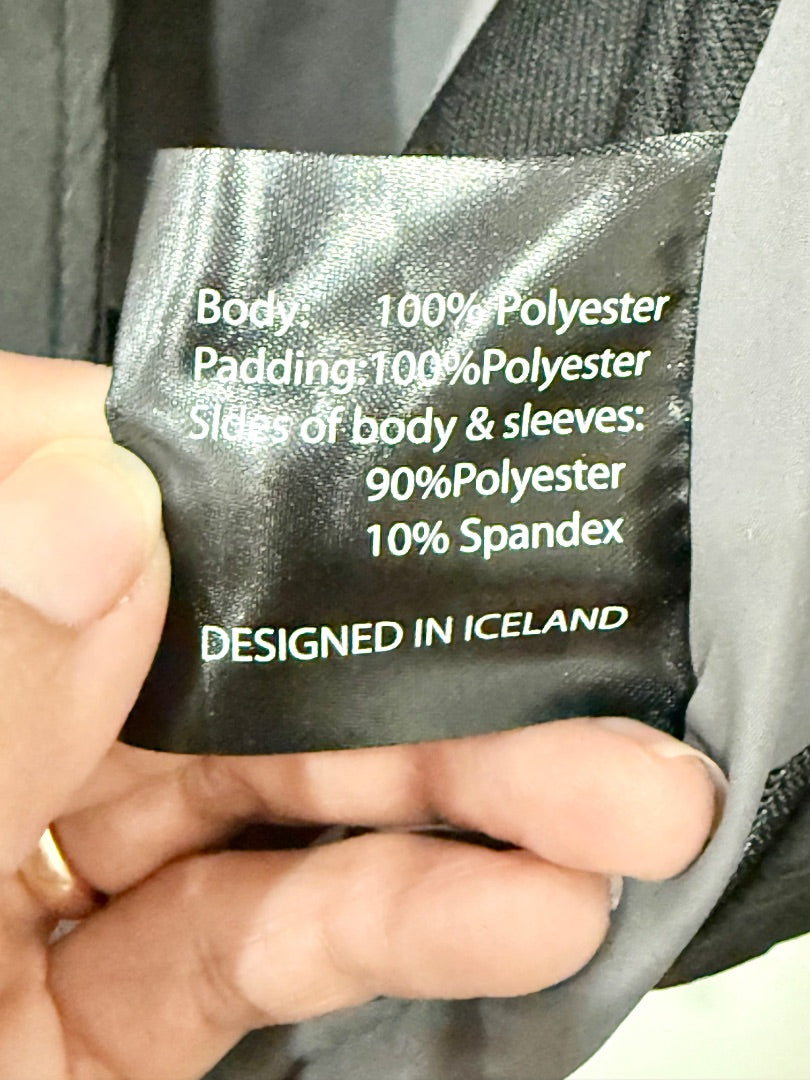 Body: 100% Polyester
Padding:100%Polyester
Sides of body & sleeves:
90%Polyester
10% Spandex
DESIGNED IN ICELAND